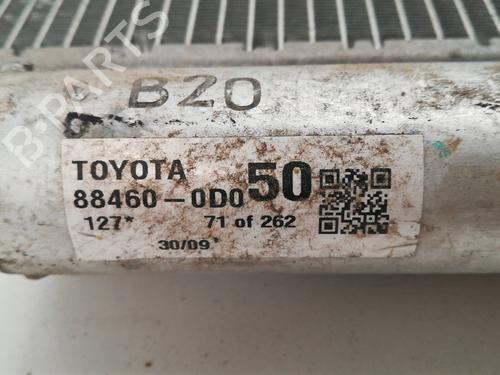 B20
TOYOTA
88460-0D050
127* 71 of 262
30/09*
B-PARTS